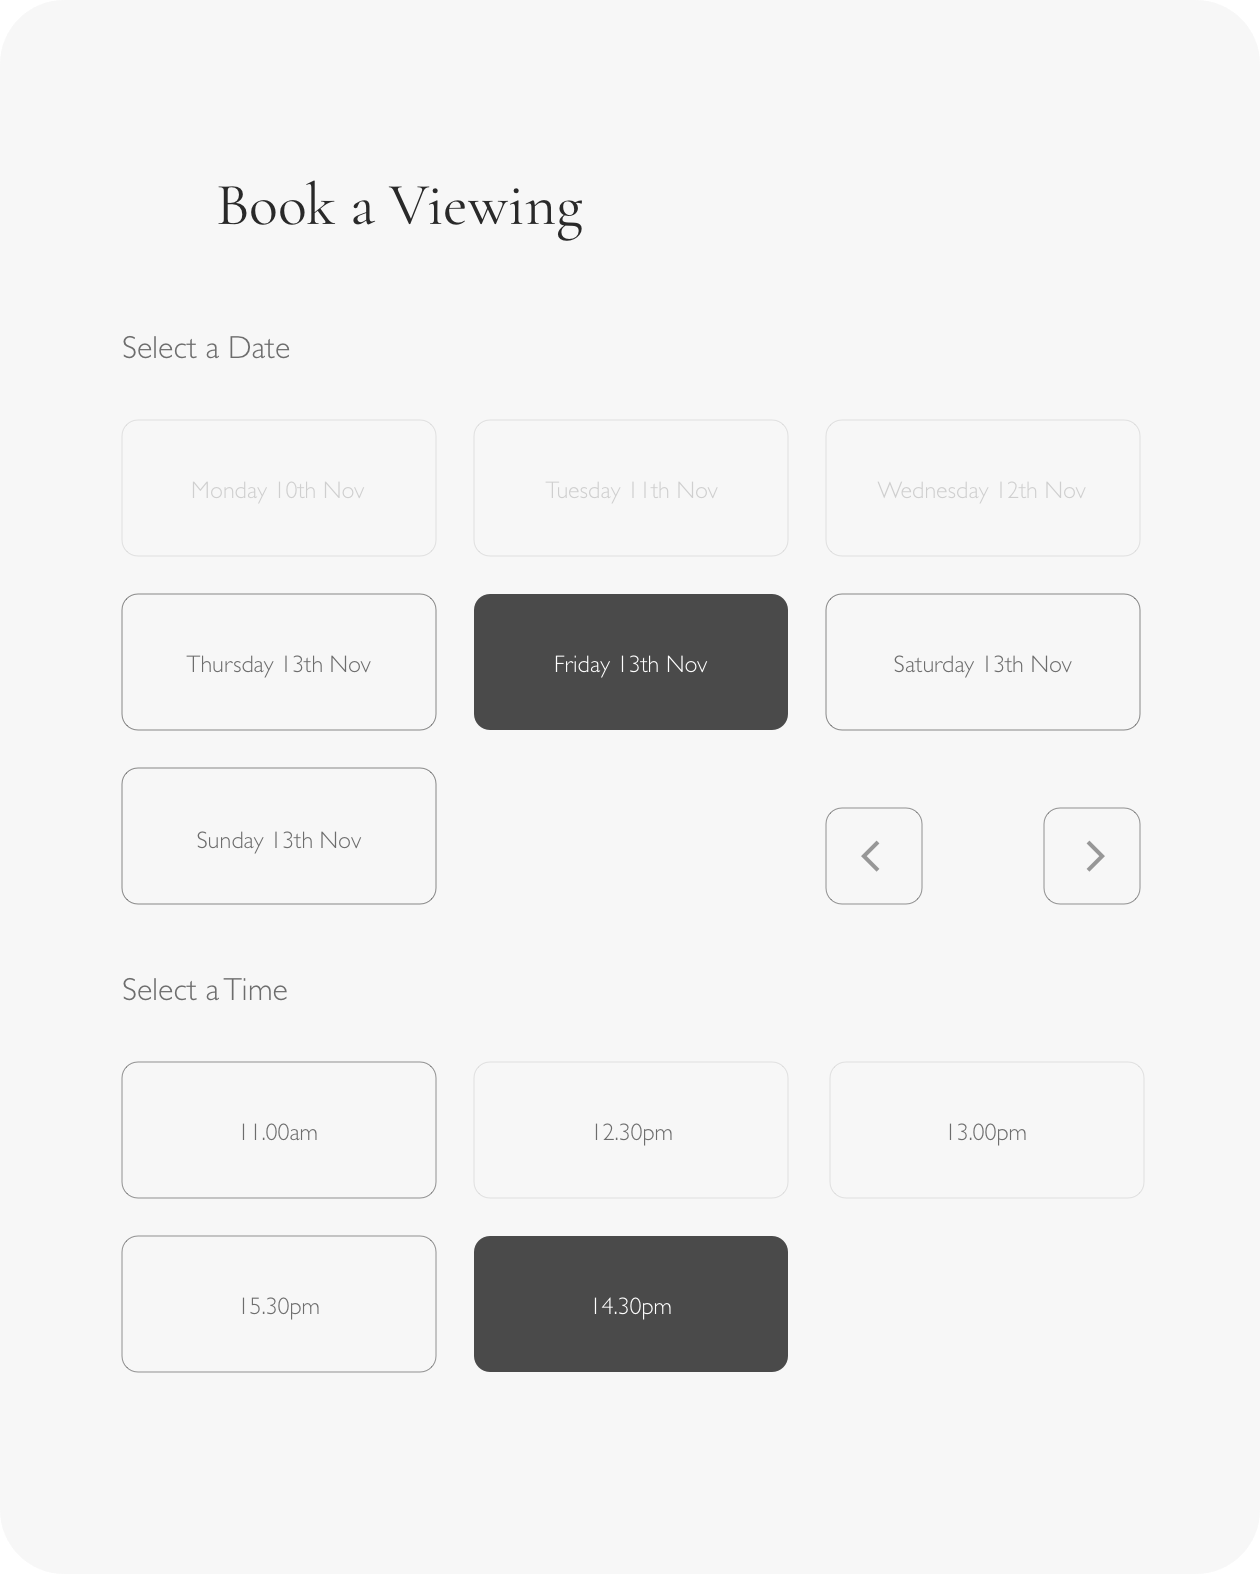 Book a Viewing
Select a Date
Monday 10th Nov
Tuesday 11th Nov
Wednesday 12th Nov
Thursday 13th Nov
Friday 13th Nov
Saturday 13th Nov
Sunday 13th Nov
Select a Time
11.00am
12.30pm
13.00pm
15.30pm
14.30pm